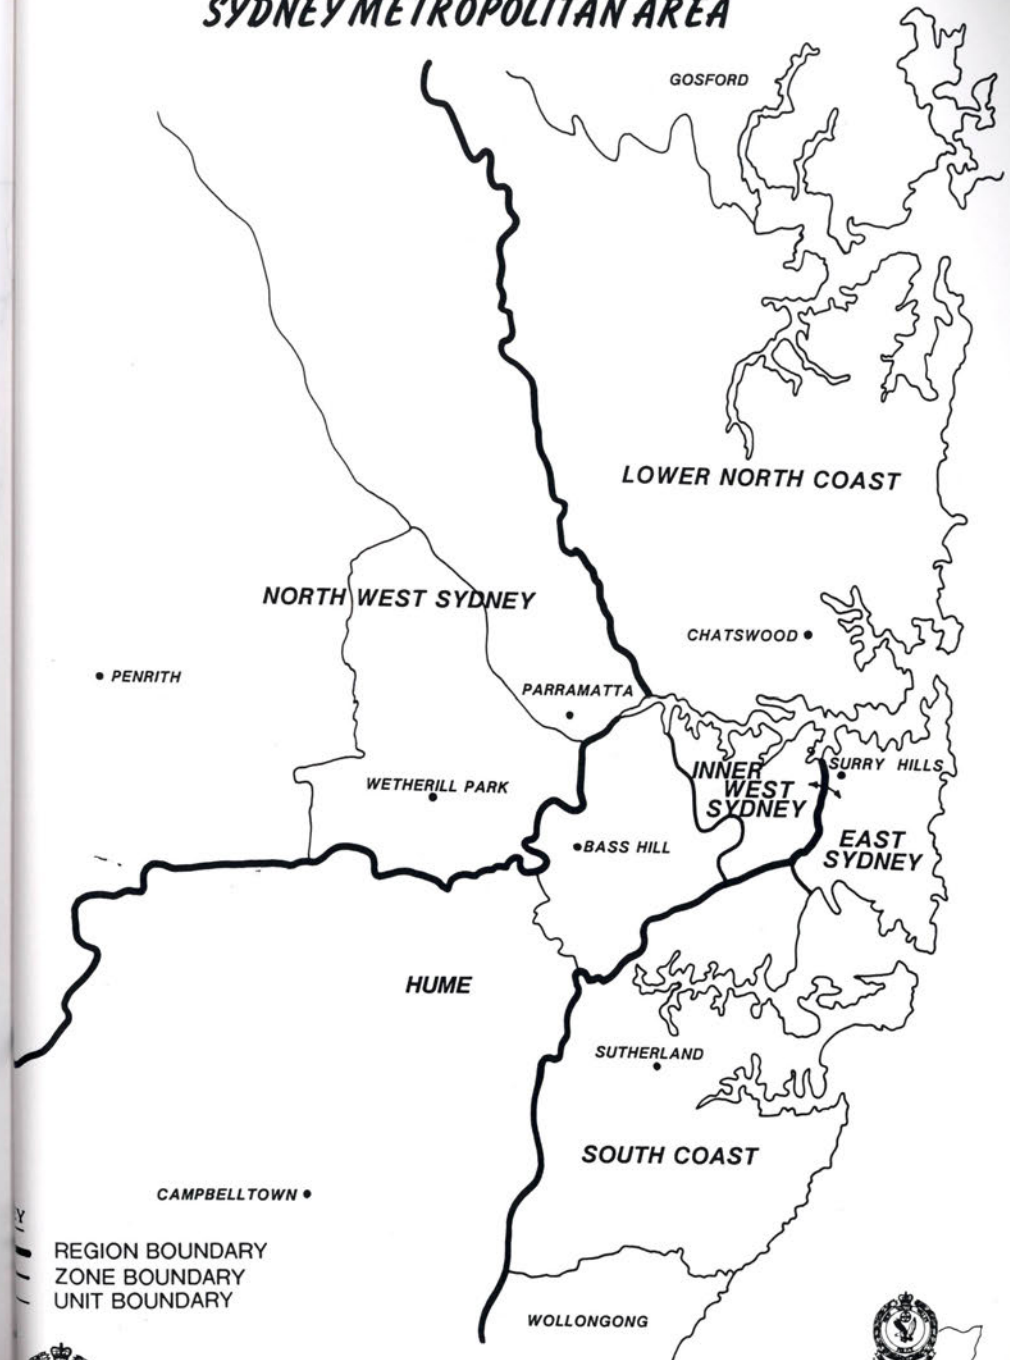 SYDNEY METROPOLITAN AREA
GOSFORD
LOWER NORTH COAST
NORTH WEST SYDNEY
CHATSWOOD
PENRITH
PARRAMATTA
SURRY HILLS
INNER
WEST
SYDNEY
WETHERILL PARK
EAST
SYDNEY
BASS HILL
HUME
SUTHERLAND
SOUTH COAST
CAMPBELLTOWN
Y
REGION BOUNDARY
ZONE BOUNDARY
UNIT BOUNDARY
WOLLONGONG